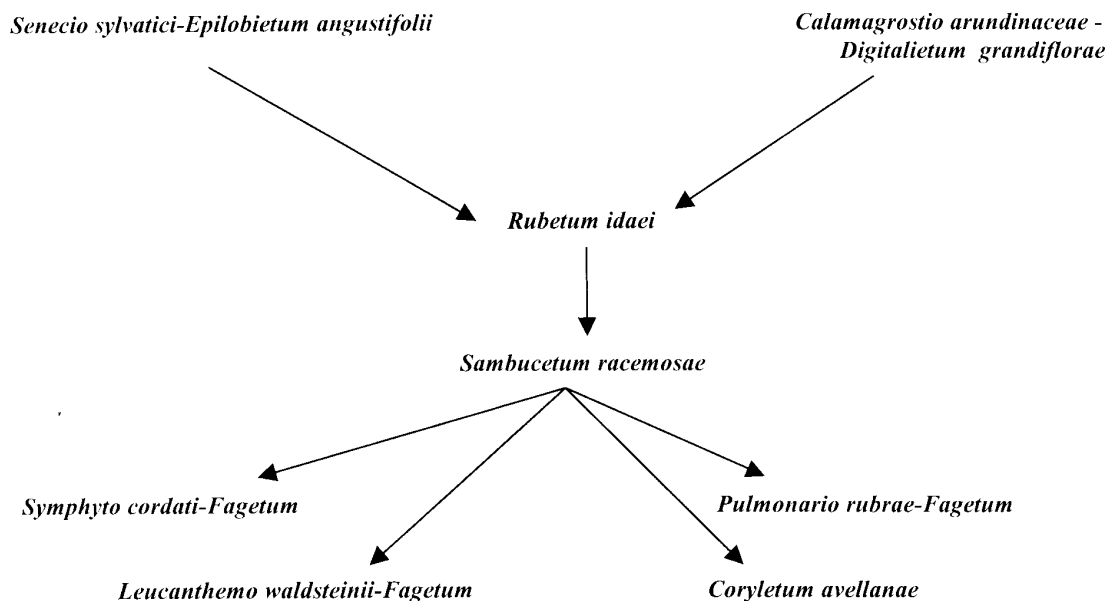 Senecio sylvatici-Epilobietum angustifolii
Calamagrostio arundinaceae -
Digitalietum grandiflorae
Rubetum idaei
Sambucetum racemosae
Symphyto cordati-Fagetum
Pulmonario rubrae-Fagetum
Leucanthemo waldsteinii-Fagetum
Coryletum avellanae